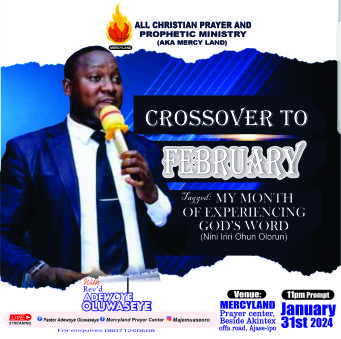 ALL CHRISTIAN PRAYER AND
PROPHETIC MINISTRY
(AKA MERCY LAND)
MERCYLAND
CROSSOVER TO
FEBRUARY
Tagged: MY MONTH
OF EXPERIENCING
GOD'S WORD
(Nini Iriri Ohun Olorun)
With
Rev'd
ADEWOYE
OLUWASEYE
LIVE
STREAMING
Pastor Adewoye Oluwaseye
Mercyland Prayer Center
Majemuaseoro
For enquires 08071260808
Venue:
MERCYLAND
Prayer center,
Beside Akintex
offa road, Ajase-ipo
11pm Prompt
January
31st 2024